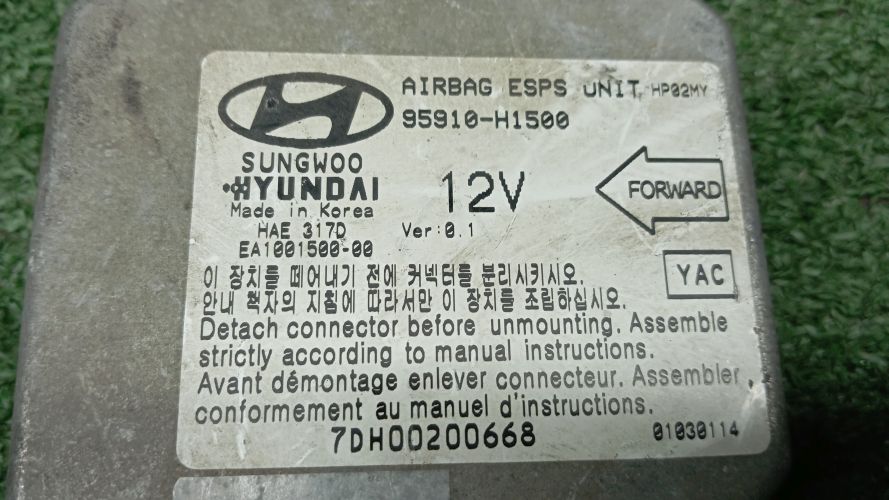 AIRBAG ESPS UNIT HP02MY
95910-H1500
SUNGWOO
HYUNDAI
Made in Korea
HAE 317D
EA1001500-00
12V
Ver:0.1
FORWARD
YAC
이 장치를 떼어내기 전에 커넥터를 분리시키시오.
안내 책자의 지침에 따라서만 이 장치를 조립하십시오.
Detach connector before unmounting. Assemble
strictly according to manual instructions.
Avant démontage enlever connecteur. Assembler
conformement au manuel d'instructions.
7DH00200668
01030114